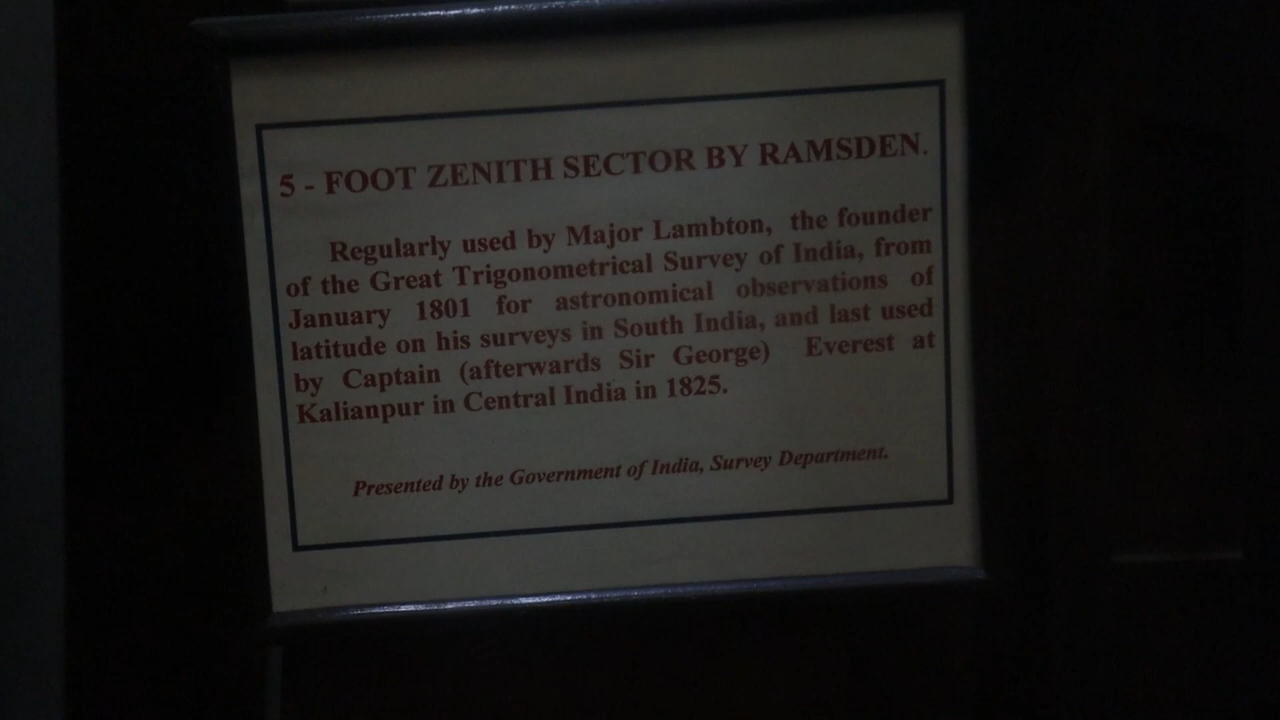 5 - FOOT ZENITH SECTOR BY RAMSDEN.
Regularly used by Major Lambton, the founder
of the Great Trigonometrical Survey of India, from
January 1801 for astronomical observations of
latitude on his surveys in South India, and last used
by Captain (afterwards Sir George) Everest at
Kalianpur in Central India in 1825.
Presented by the Government of India, Survey Department.